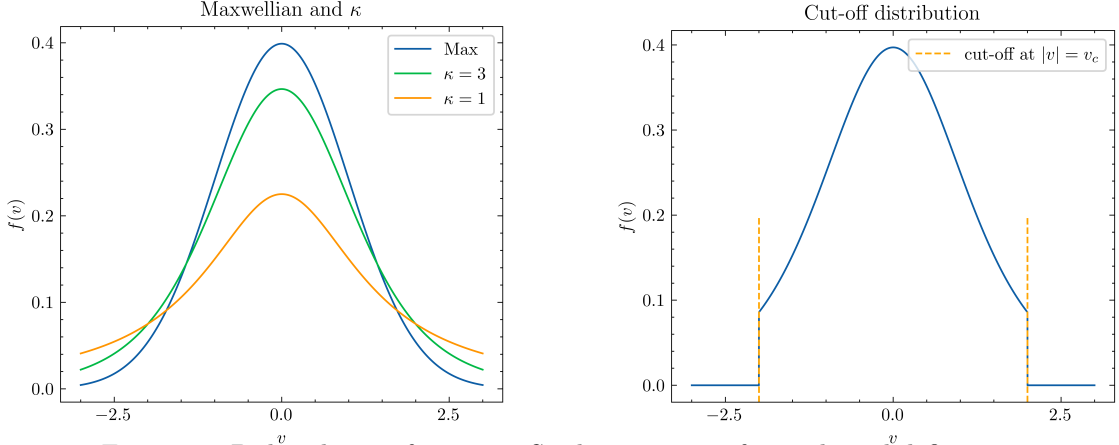 Maxwellian and κ
Max
κ = 3
κ = 1
f(v)
0.4
0.3
0.2
0.1
0.0
−2.5 0.0 2.5
v
Cut-off distribution
cut-off at |v| = v_c
f(v)
0.4
0.3
0.2
0.1
0.0
−2.5 0.0 2.5
v